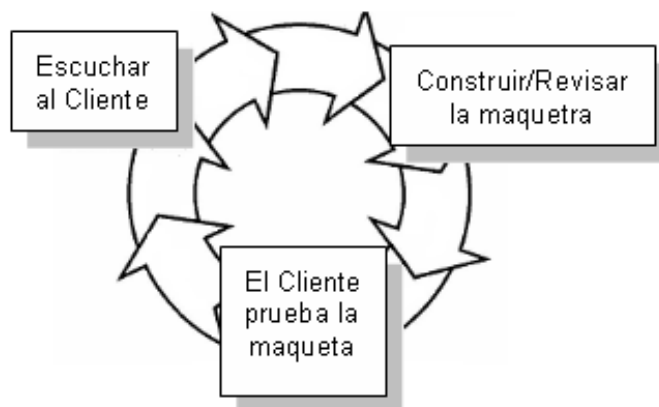 Escuchar
al Cliente
Construir/Revisar
la maquetra
El Cliente
prueba la
maqueta